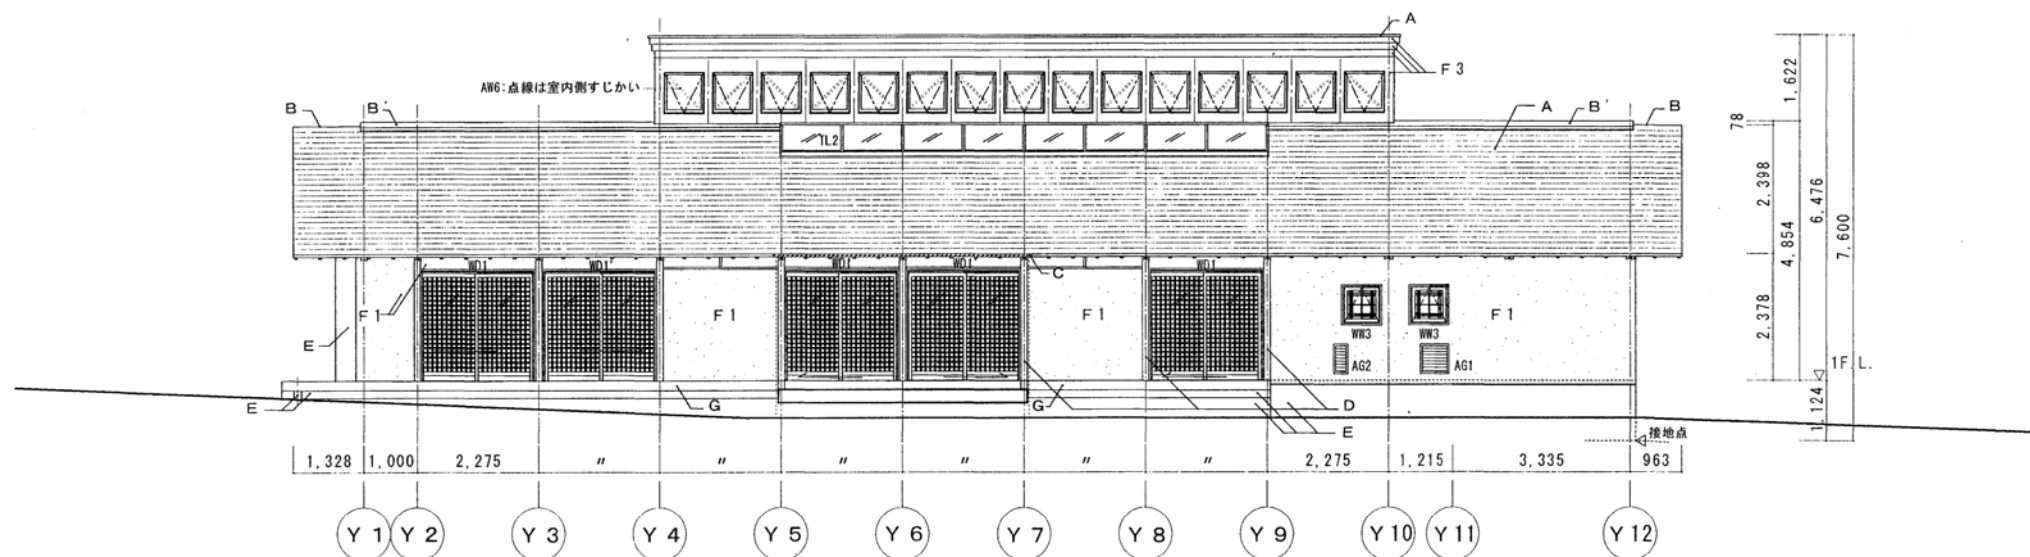 A
F 3
AW6:点線は室内側すじかい
B
B'
A
B'
B
TL2
1,622
78
2,398
4,854
6,476
7,600
2,378
1,124
WD1
WD1'
WD1
WD1'
WD1
C
F 1
F 1
F 1
F 1
E
WW3
WW3
AG2
AG1
1F.L.
E
G
G
D
E
接地点
1,328
1,000
2,275
〃
〃
〃
〃
〃
〃
2,275
1,215
3,335
963
Y 1
Y 2
Y 3
Y 4
Y 5
Y 6
Y 7
Y 8
Y 9
Y 10
Y 11
Y 12